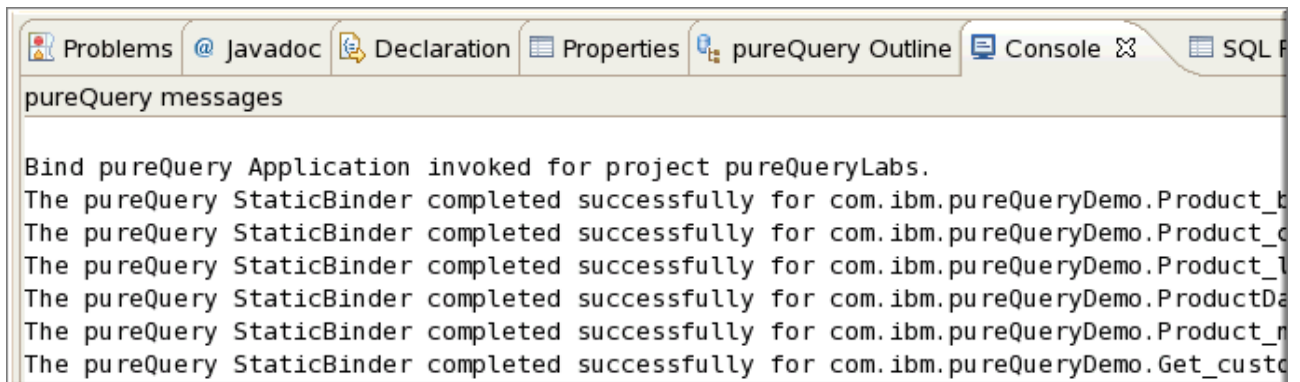 Problems @ Javadoc Declaration Properties pureQuery Outline Console SQL
pureQuery messages
Bind pureQuery Application invoked for project pureQueryLabs.
The pureQuery StaticBinder completed successfully for com.ibm.pureQueryDemo.Product_b
The pureQuery StaticBinder completed successfully for com.ibm.pureQueryDemo.Product_c
The pureQuery StaticBinder completed successfully for com.ibm.pureQueryDemo.Product_l
The pureQuery StaticBinder completed successfully for com.ibm.pureQueryDemo.ProductDa
The pureQuery StaticBinder completed successfully for com.ibm.pureQueryDemo.Product_
The pureQuery StaticBinder completed successfully for com.ibm.pureQueryDemo.Get_custo